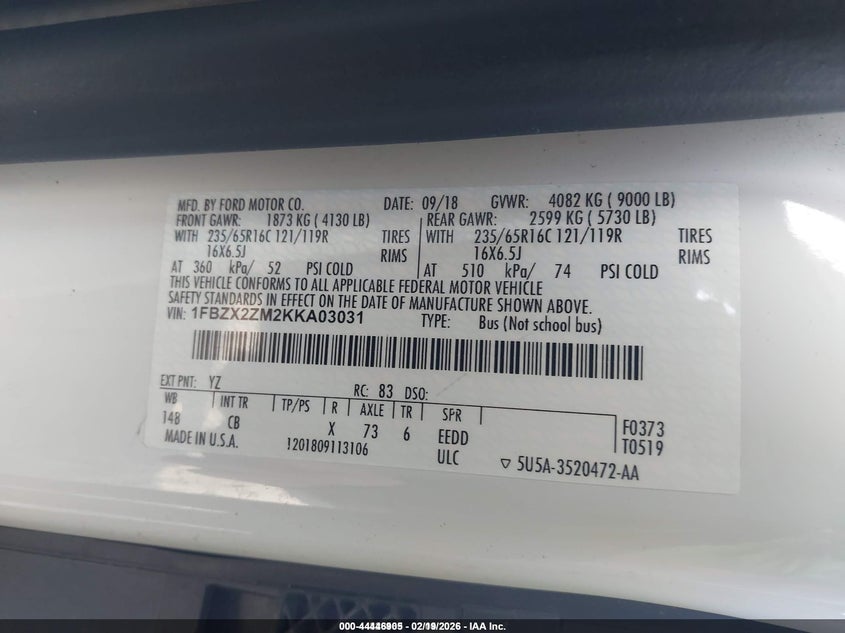 MFD. BY FORD MOTOR CO. DATE: 09/18 GVWR: 4082 KG ( 9000 LB)
FRONT GAWR: 1873 KG ( 4130 LB) REAR GAWR: 2599 KG ( 5730 LB)
WITH 235/65R16C 121/119R TIRES WITH 235/65R16C 121/119R TIRES
16X6.5J RIMS 16X6.5J RIMS
AT 360 kPa/ 52 PSI COLD AT 510 kPa/ 74 PSI COLD
THIS VEHICLE CONFORMS TO ALL APPLICABLE FEDERAL MOTOR VEHICLE
SAFETY STANDARDS IN EFFECT ON THE DATE OF MANUFACTURE SHOWN ABOVE.
VIN: 1FBZX2ZM2KKA03031 TYPE: Bus (Not school bus)
EXT PNT: YZ RC: 83 DSO:
WB INT TR TP/PS R AXLE TR SPR F0373
148 CB X 73 6 EEDD T0519
MADE IN U.S.A. 1201809113106 ULC 5U5A-3520472-AA
2026 - IAA Inc.